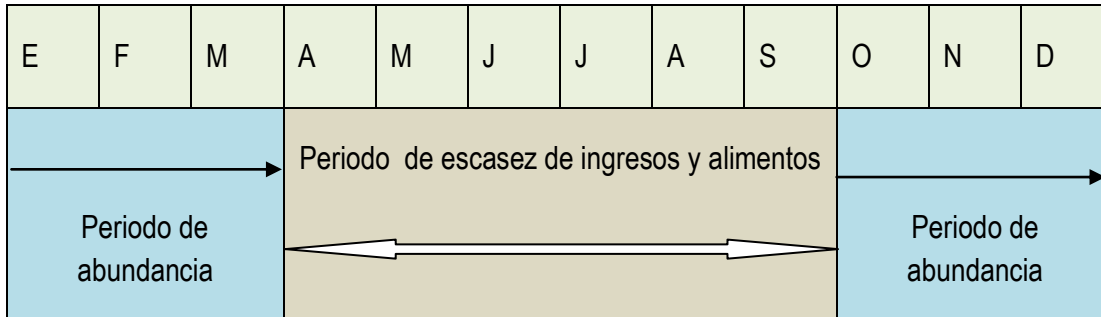 E F M A M J J A S O N D
Periodo de escasez de ingresos y alimentos
Periodo de
abundancia
Periodo de
abundancia